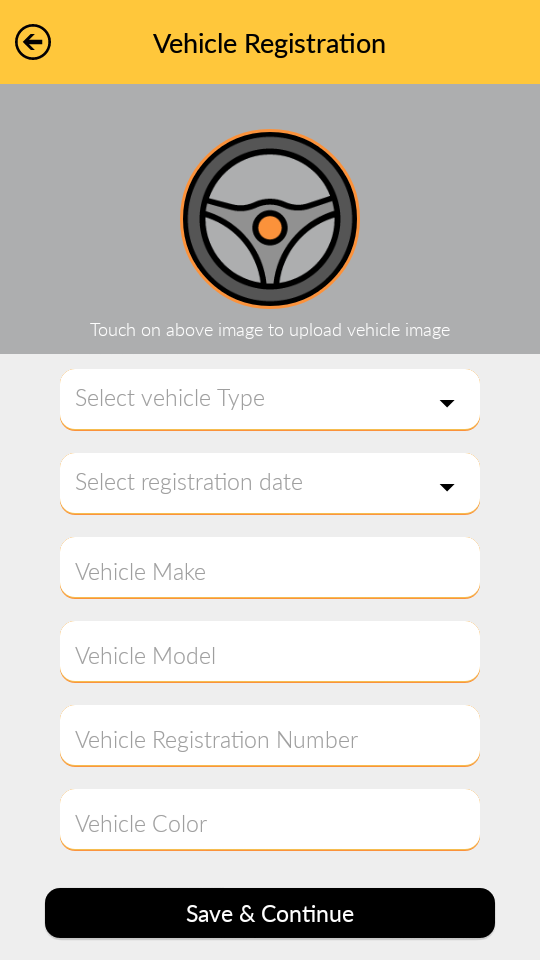 Vehicle Registration
Touch on above image to upload vehicle image
Select vehicle Type
Select registration date
Vehicle Make
Vehicle Model
Vehicle Registration Number
Vehicle Color
Save & Continue